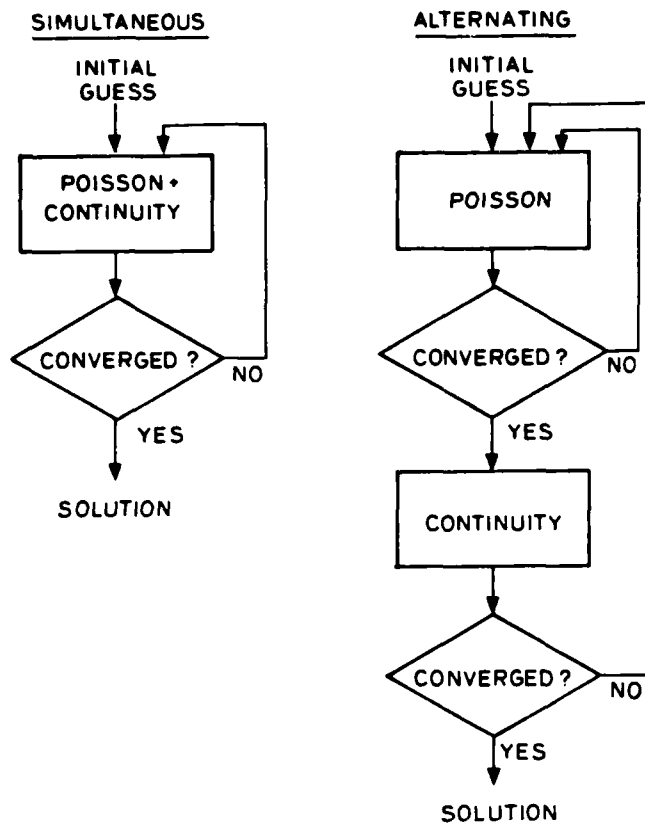 SIMULTANEOUS
INITIAL
GUESS
POISSON +
CONTINUITY
CONVERGED ?
NO
YES
SOLUTION
ALTERNATING
INITIAL
GUESS
POISSON
CONVERGED ?
NO
YES
CONTINUITY
CONVERGED ?
NO
YES
SOLUTION